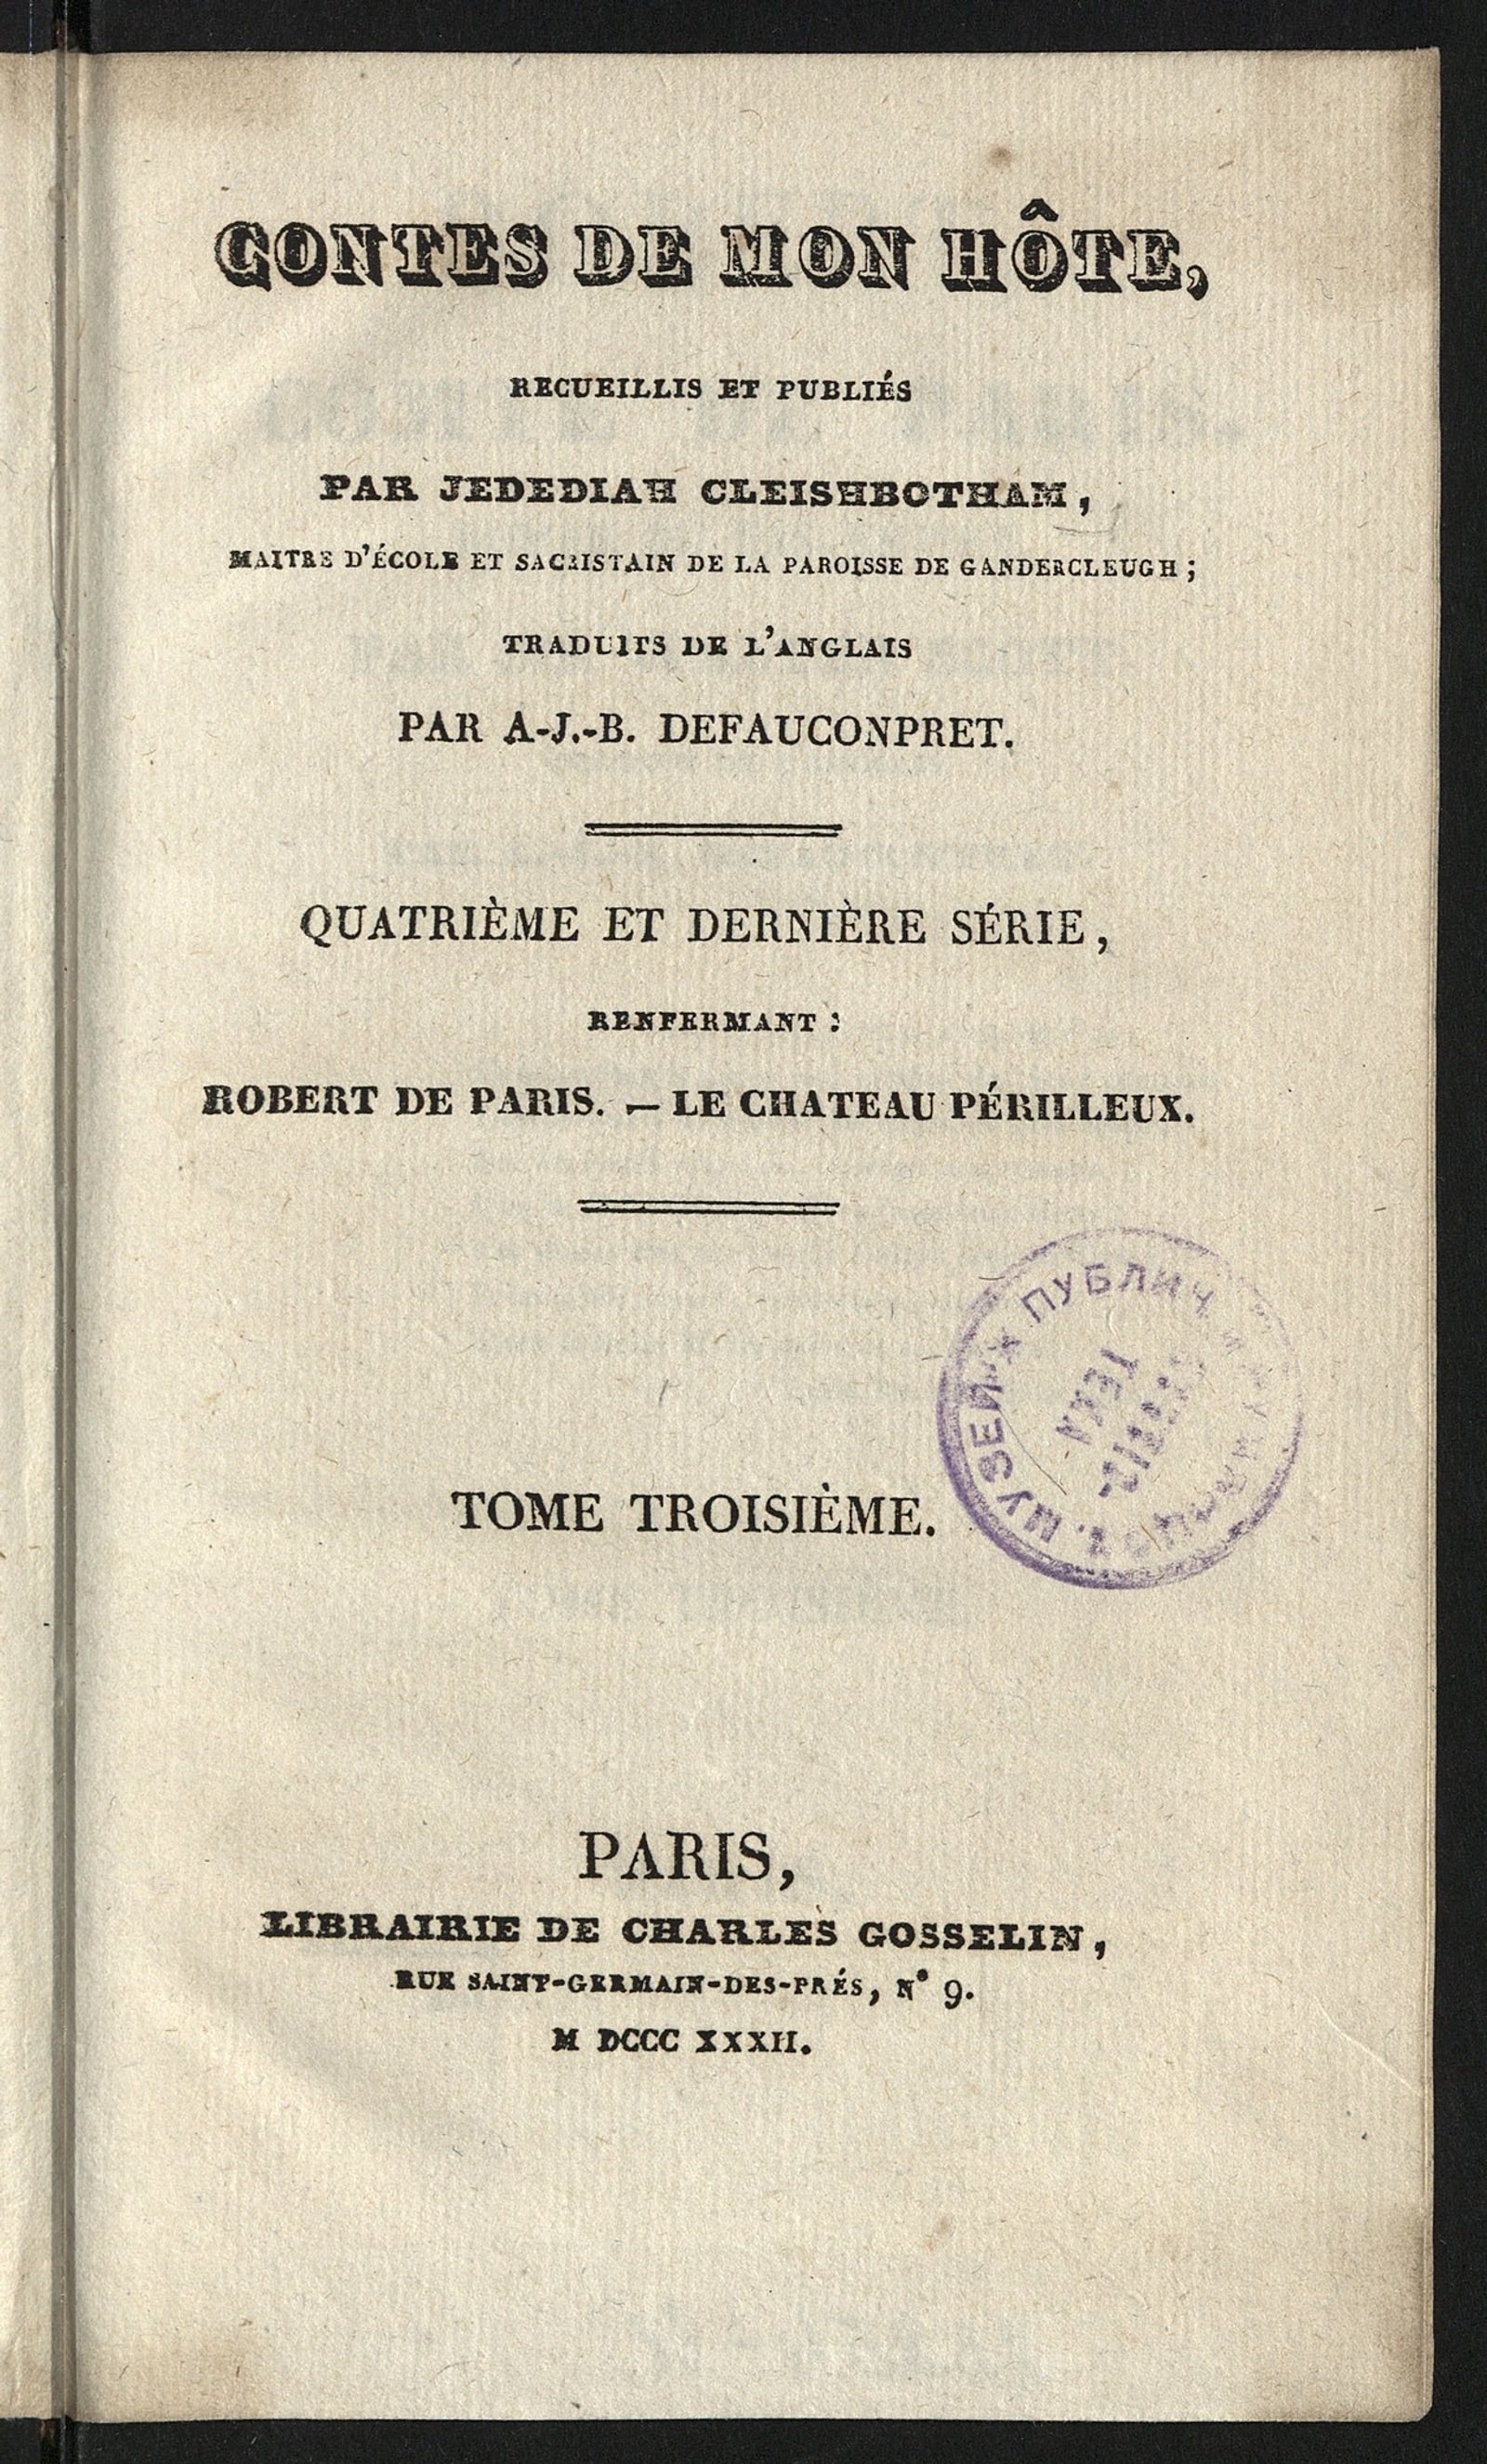 CONTES DE MON HÔTE,
RECUEILLIS ET PUBLIÉS
PAR JEDEDIAH CLEISHBOTHAM,
MAITRE D'ÉCOLE ET SACRISTAIN DE LA PAROISSE DE GANDERCLEUGH;
TRADUITS DE L'ANGLAIS
PAR A-J.-B. DEFAUCONPRET.
QUATRIÈME ET DERNIÈRE SÉRIE,
RENFERMANT:
ROBERT DE PARIS. — LE CHATEAU PÉRILLEUX.
TOME TROISIÈME.
ПУБЛИЧ
МУЗЕЙ
PARIS,
LIBRAIRIE DE CHARLES GOSSELIN,
RUE SAINT-GERMAIN-DES-PRÉS, N° 9.
M DCCC XXXII.